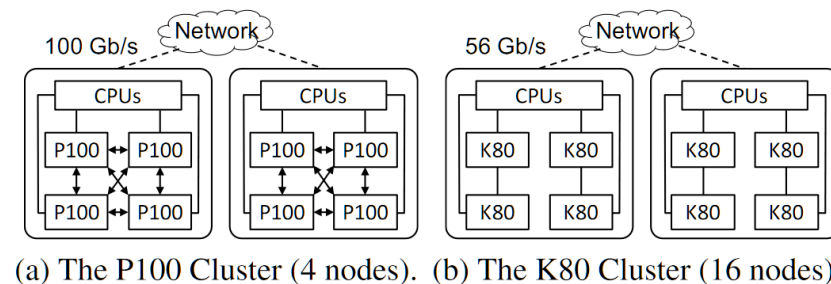 Network
Network
100 Gb/s
56 Gb/s
CPUs
CPUs
CPUs
CPUs
P100 P100
P100 P100
K80 K80
K80 K80
P100 P100
P100 P100
K80 K80
K80 K80
(a) The P100 Cluster (4 nodes). (b) The K80 Cluster (16 nodes)